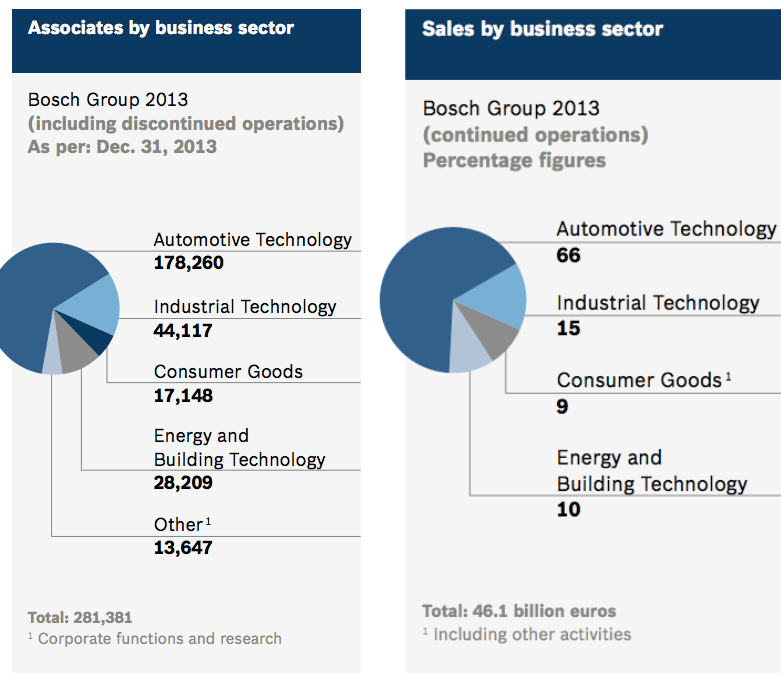 Associates by business sector
Bosch Group 2013
(including discontinued operations)
As per: Dec. 31, 2013
Automotive Technology
178,260
Industrial Technology
44,117
Consumer Goods
17,148
Energy and
Building Technology
28,209
Other ¹
13,647
Total: 281,381
¹ Corporate functions and research
Sales by business sector
Bosch Group 2013
(continued operations)
Percentage figures
Automotive Technology
66
Industrial Technology
15
Consumer Goods ¹
9
Energy and
Building Technology
10
Total: 46.1 billion euros
¹ Including other activities